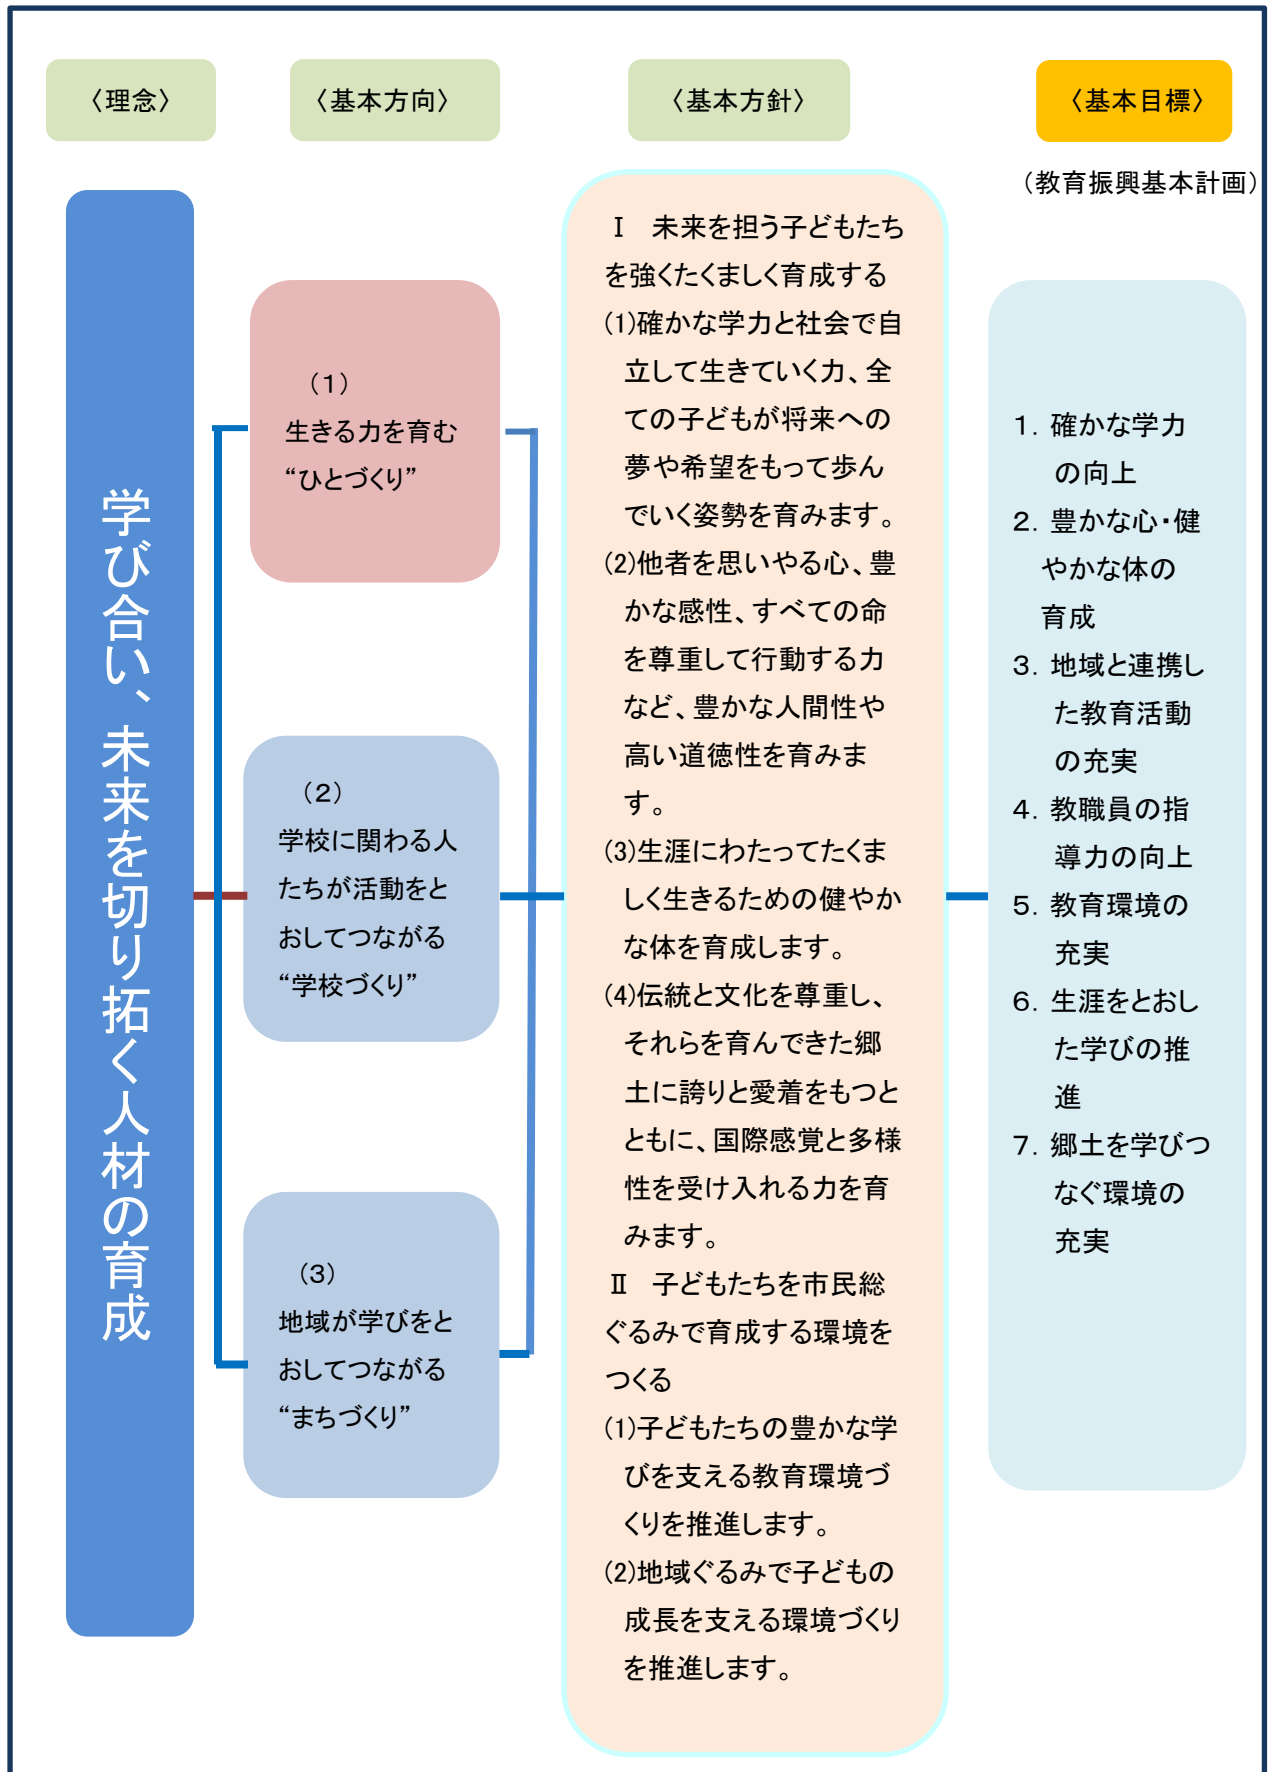 〈理念〉
〈基本方向〉
〈基本方針〉
〈基本目標〉
（教育振興基本計画）
学び合い、未来を切り拓く人材の育成
（1）
生きる力を育む
“ひとづくり”
（2）
学校に関わる人
たちが活動をと
おしてつながる
“学校づくり”
（3）
地域が学びをと
おしてつながる
“まちづくり”
Ⅰ　未来を担う子どもたち
を強くたくましく育成する
(1)確かな学力と社会で自
立して生きていく力、全
ての子どもが将来への
夢や希望をもって歩ん
でいく姿勢を育みます。
(2)他者を思いやる心、豊
かな感性、すべての命
を尊重して行動する力
など、豊かな人間性や
高い道徳性を育みま
す。
(3)生涯にわたってたくま
しく生きるための健やか
な体を育成します。
(4)伝統と文化を尊重し、
それらを育んできた郷
土に誇りと愛着をもつと
ともに、国際感覚と多様
性を受け入れる力を育
みます。
Ⅱ　子どもたちを市民総
ぐるみで育成する環境を
つくる
(1)子どもたちの豊かな学
びを支える教育環境づ
くりを推進します。
(2)地域ぐるみで子どもの
成長を支える環境づくり
を推進します。
1．確かな学力
の向上
2．豊かな心・健
やかな体の
育成
3．地域と連携し
た教育活動
の充実
4．教職員の指
導力の向上
5．教育環境の
充実
6．生涯をとおし
た学びの推
進
7．郷土を学びつ
なぐ環境の
充実